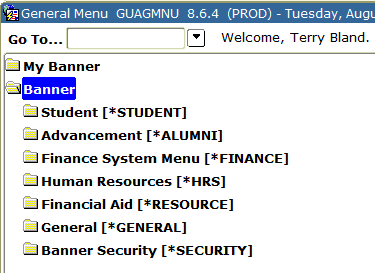 General Menu GUAGMNU 8.6.4 (PROD) - Tuesday, Augu
Go To... Welcome, Terry Bland.
My Banner
Banner
Student [*STUDENT]
Advancement [*ALUMNI]
Finance System Menu [*FINANCE]
Human Resources [*HRS]
Financial Aid [*RESOURCE]
General [*GENERAL]
Banner Security [*SECURITY]